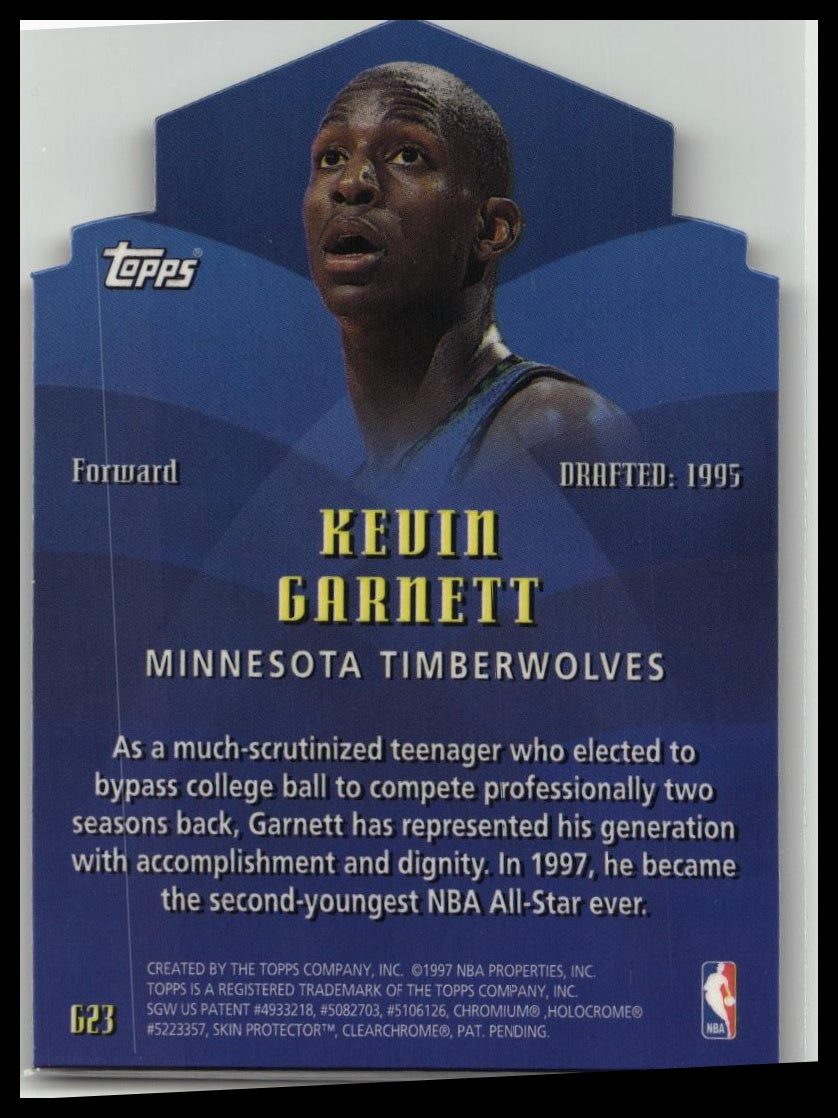 TOPPS®
Forward
DRAFTED: 1995
KEVIN
GARNETT
MINNESOTA TIMBERWOLVES
As a much-scrutinized teenager who elected to
bypass college ball to compete professionally two
seasons back, Garnett has represented his generation
with accomplishment and dignity. In 1997, he became
the second-youngest NBA All-Star ever.
CREATED BY THE TOPPS COMPANY, INC. ©1997 NBA PROPERTIES, INC.
TOPPS IS A REGISTERED TRADEMARK OF THE TOPPS COMPANY, INC.
SGW US PATENT #4933218, #5082703, #5106126, CHROMIUM® ,HOLOCROME®
#5223357, SKIN PROTECTOR™, CLEARCHROME®, PAT. PENDING.
G23
NBA